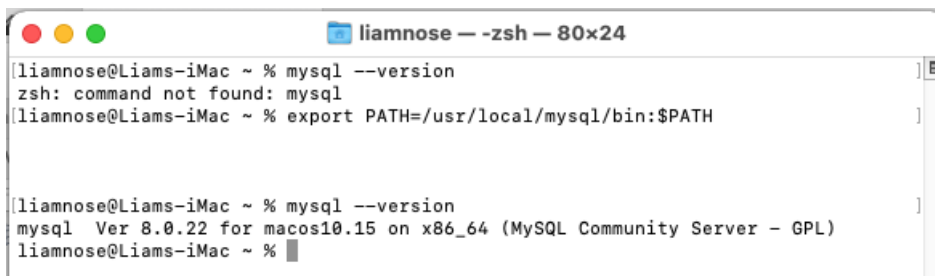 liamnose — -zsh — 80×24
[liamnose@Liams-iMac ~ % mysql --version ]
zsh: command not found: mysql
[liamnose@Liams-iMac ~ % export PATH=/usr/local/mysql/bin:$PATH ]
[liamnose@Liams-iMac ~ % mysql --version ]
mysql  Ver 8.0.22 for macos10.15 on x86_64 (MySQL Community Server - GPL)
liamnose@Liams-iMac ~ %